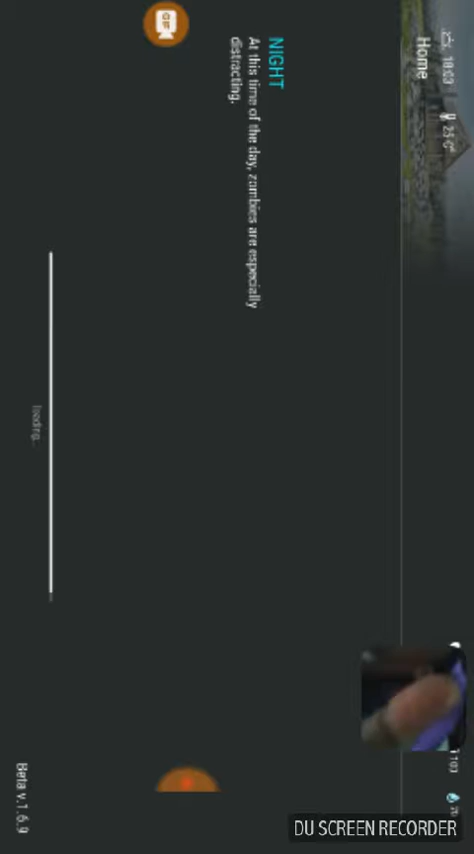 18:03 25 C°
Home
NIGHT
At this time of the day, zombies are especially
distracting.
loading...
Beta v.1.6.9
DU SCREEN RECORDER